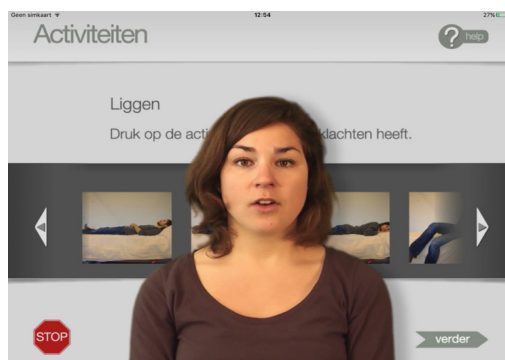 Geen simkaart 12:54 27%
Activiteiten
? help
Liggen
Druk op de acti klachten heeft.
STOP
verder